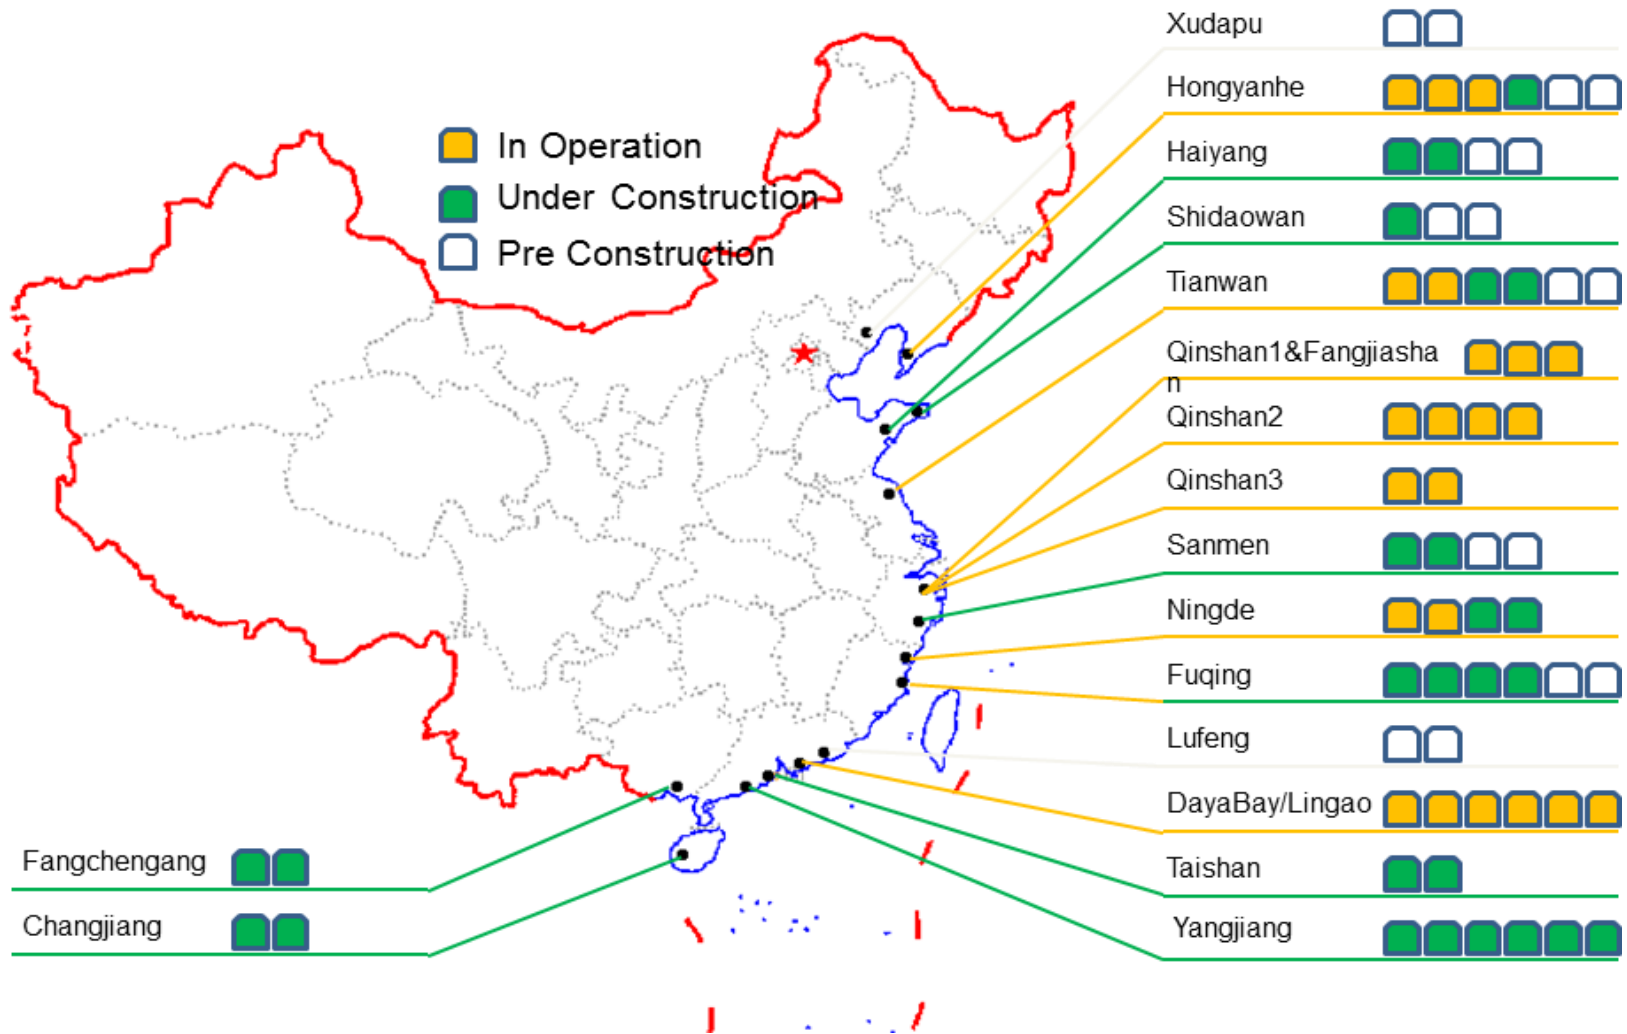 In Operation
Under Construction
Pre Construction
Xudapu
Hongyanhe
Haiyang
Shidaowan
Tianwan
Qinshan1&Fangjiasha
n
Qinshan2
Qinshan3
Sanmen
Ningde
Fuqing
Lufeng
DayaBay/Lingao
Taishan
Yangjiang
Fangchengang
Changjiang